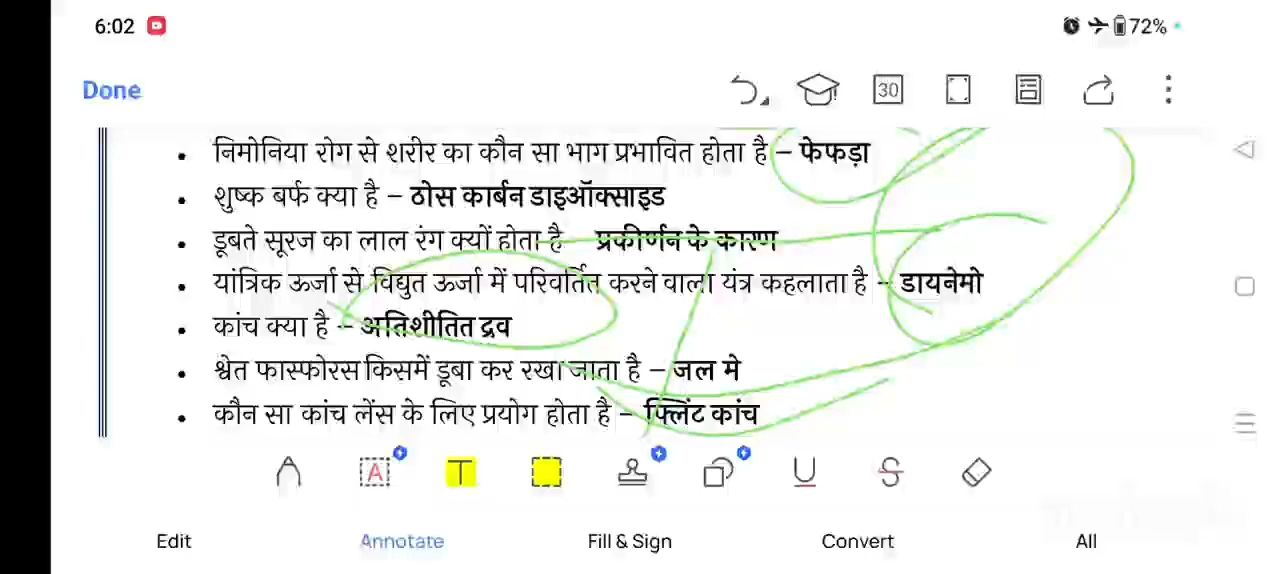 6:02
72%
Done
30
निमोनिया रोग से शरीर का कौन सा भाग प्रभावित होता है – फेफड़ा
शुष्क बर्फ क्या है – ठोस कार्बन डाइऑक्साइड
डूबते सूरज का लाल रंग क्यों होता है – प्रकीर्णन के कारण
यांत्रिक ऊर्जा से विद्युत ऊर्जा में परिवर्तित करने वाला यंत्र कहलाता है – डायनेमो
कांच क्या है – अतिशीतित द्रव
श्वेत फास्फोरस किसमें डूबा कर रखा जाता है – जल मे
कौन सा कांच लेंस के लिए प्रयोग होता है – फ्लिंट कांच
A T U S
Edit Annotate Fill & Sign Convert All